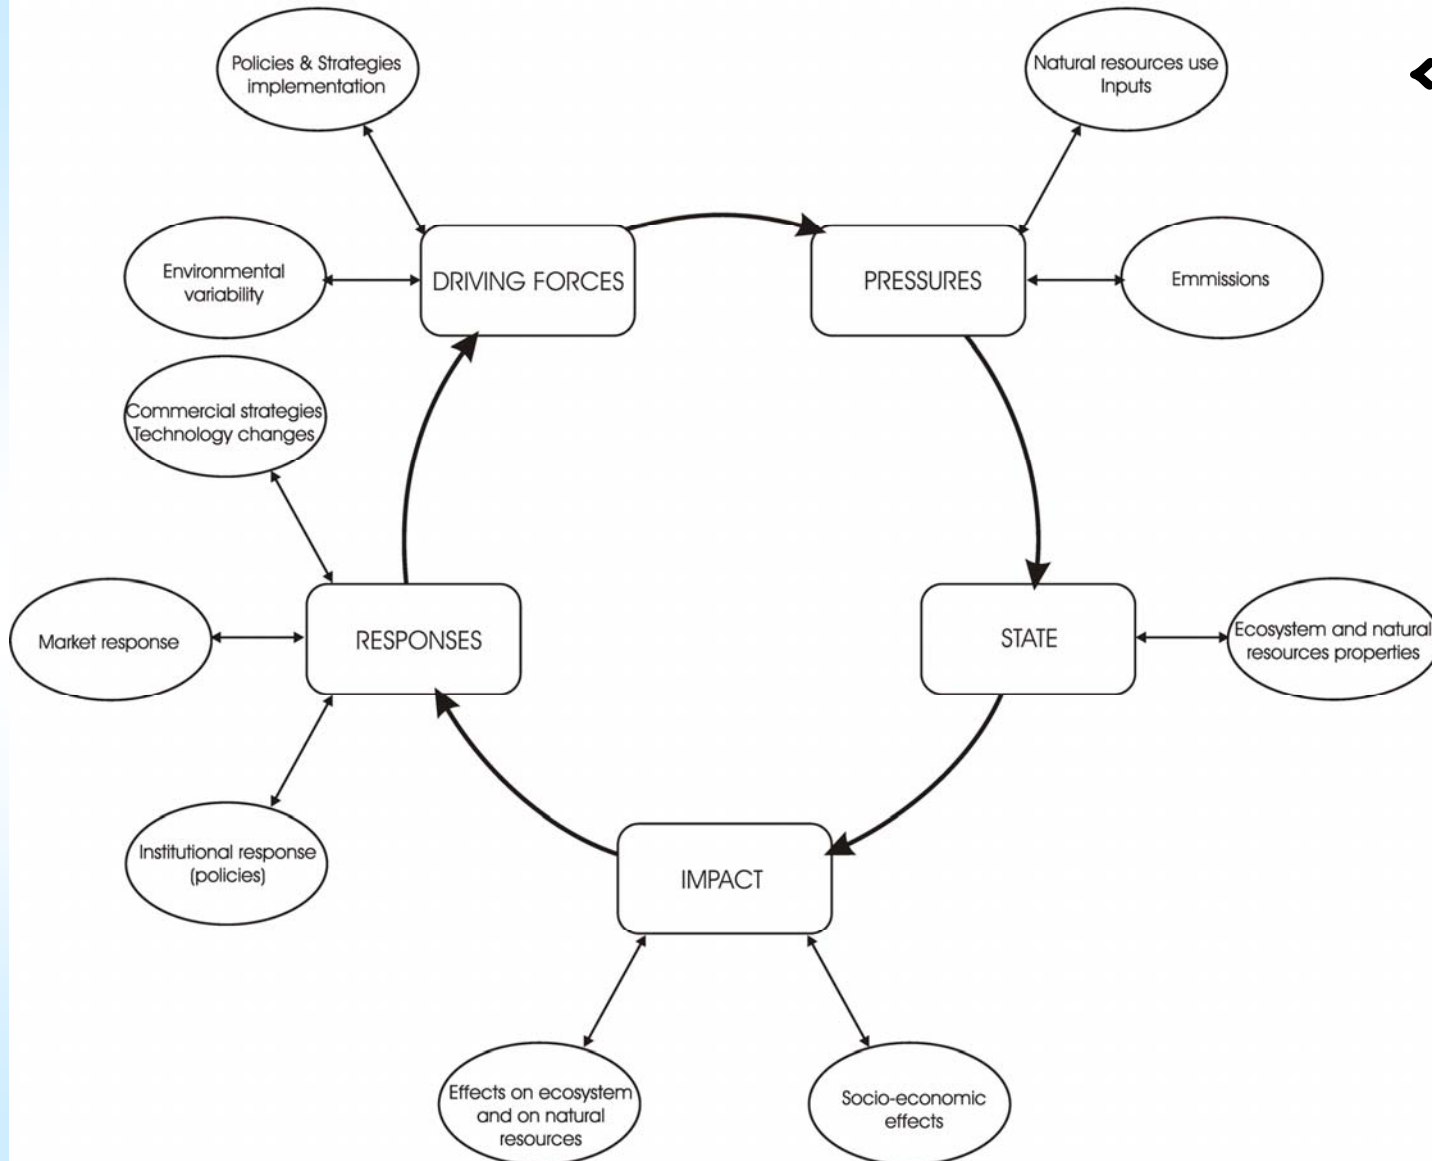 Policies & Strategies
implementation
Natural resources use
Inputs
Environmental
variability
DRIVING FORCES
PRESSURES
Emmissions
Commercial strategies
Technology changes
Market response
RESPONSES
STATE
Ecosystem and natural
resources properties
Institutional response
(policies)
IMPACT
Effects on ecosystem
and on natural
resources
Socio-economic
effects